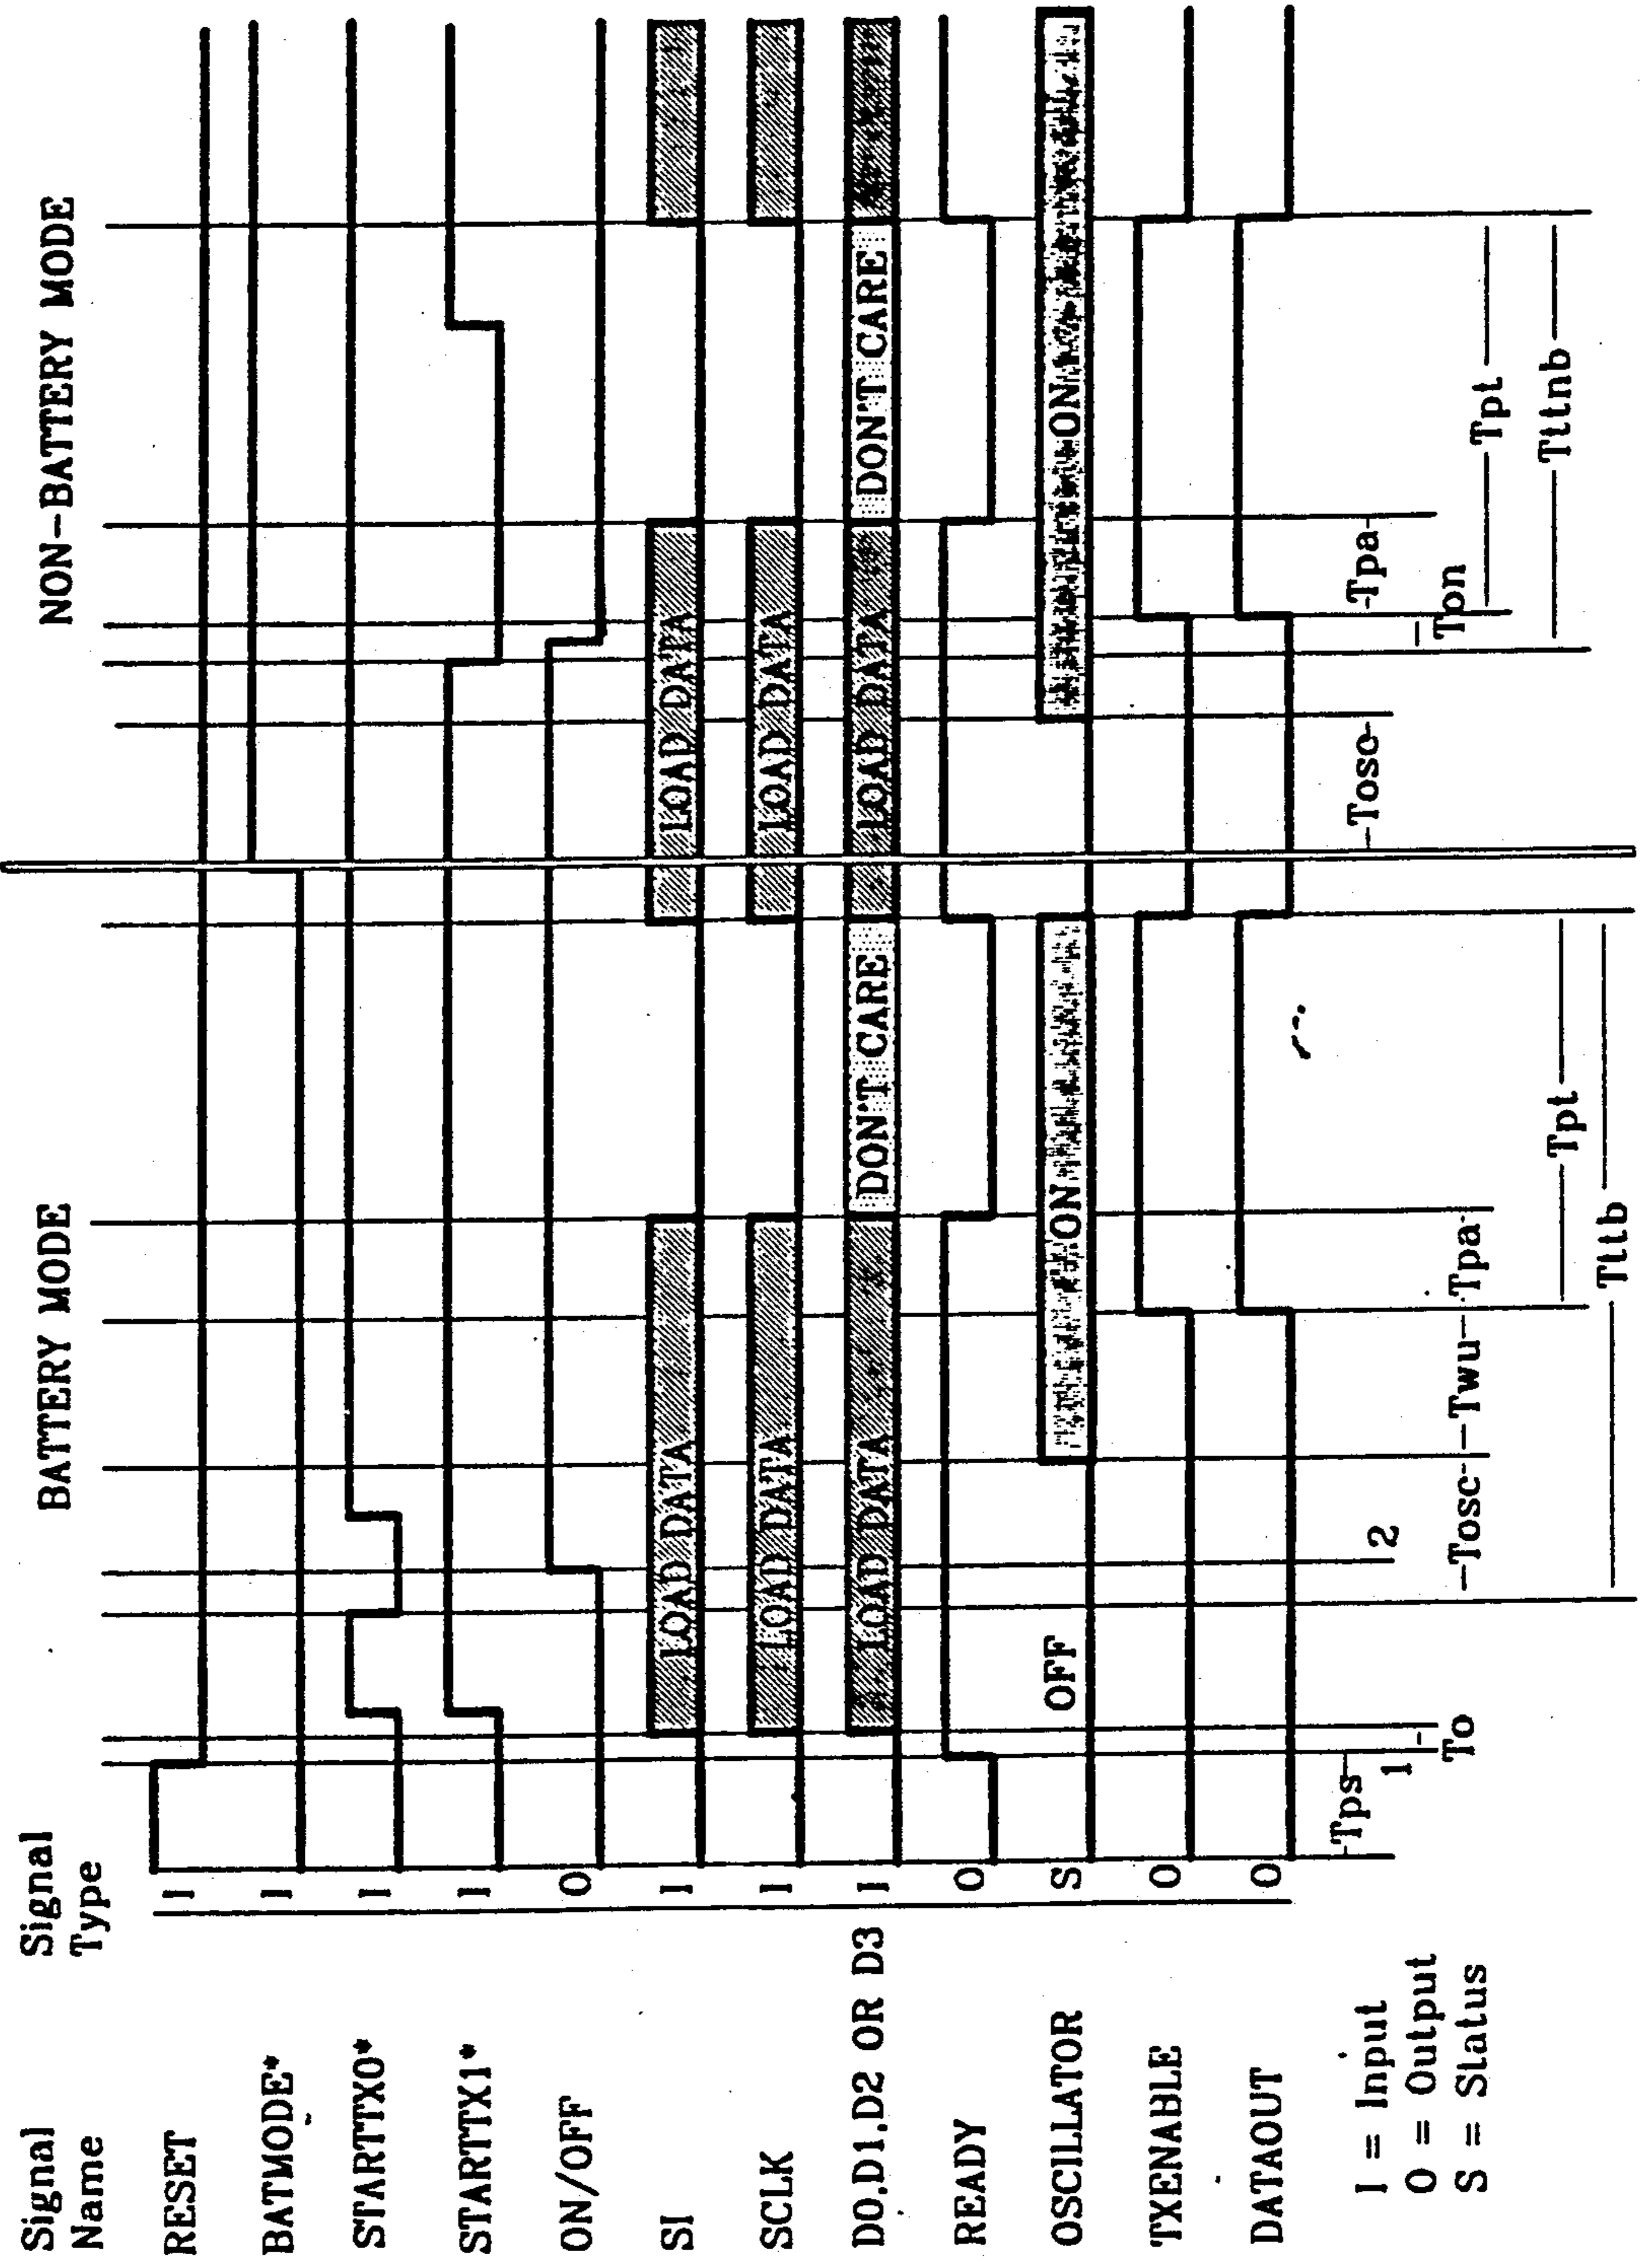 BATTERY MODE
NON-BATTERY MODE
Signal Name
Signal Type
RESET I
BATMODE* I
STARTTX0* I
STARTTX1* I
ON/OFF O
SI I LOAD DATA LOAD DATA
SCLK I LOAD DATA LOAD DATA
D0,D1,D2 OR D3 I LOAD DATA DON'T CARE LOAD DATA DON'T CARE
READY O
OSCILLATOR S OFF ON ON
TXENABLE O
DATAOUT O
Tps
1
To
2
Tosc
Twu
Tpa
Tpt
Tttb
Tosc
Ton
Tpa
Tpt
Tttnb
I = Input
O = Output
S = Status